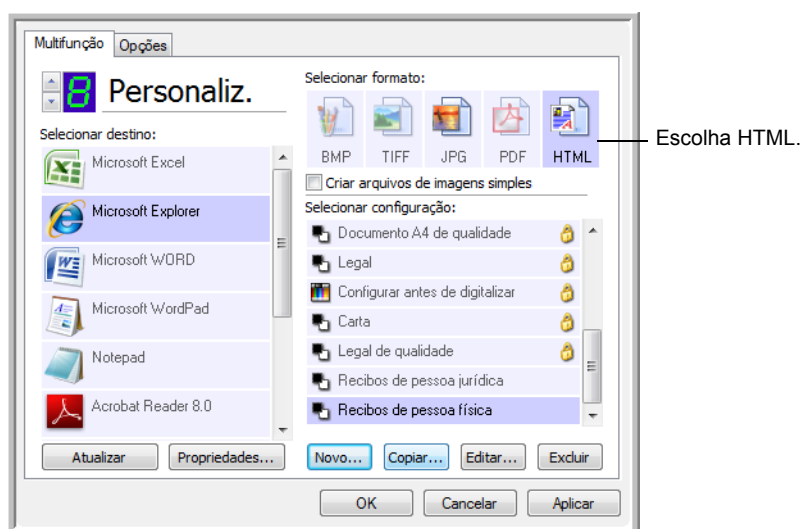 Multifunção
Opções
8
Personaliz.
Selecionar destino:
Microsoft Excel
Microsoft Explorer
Microsoft WORD
Microsoft WordPad
Notepad
Acrobat Reader 8.0
Atualizar
Propriedades...
Selecionar formato:
BMP
TIFF
JPG
PDF
HTML
Criar arquivos de imagens simples
Selecionar configuração:
Documento A4 de qualidade
Legal
Configurar antes de digitalizar
Carta
Legal de qualidade
Recibos de pessoa jurídica
Recibos de pessoa física
Novo...
Copiar...
Editar...
Excluir
OK
Cancelar
Aplicar
Escolha HTML.